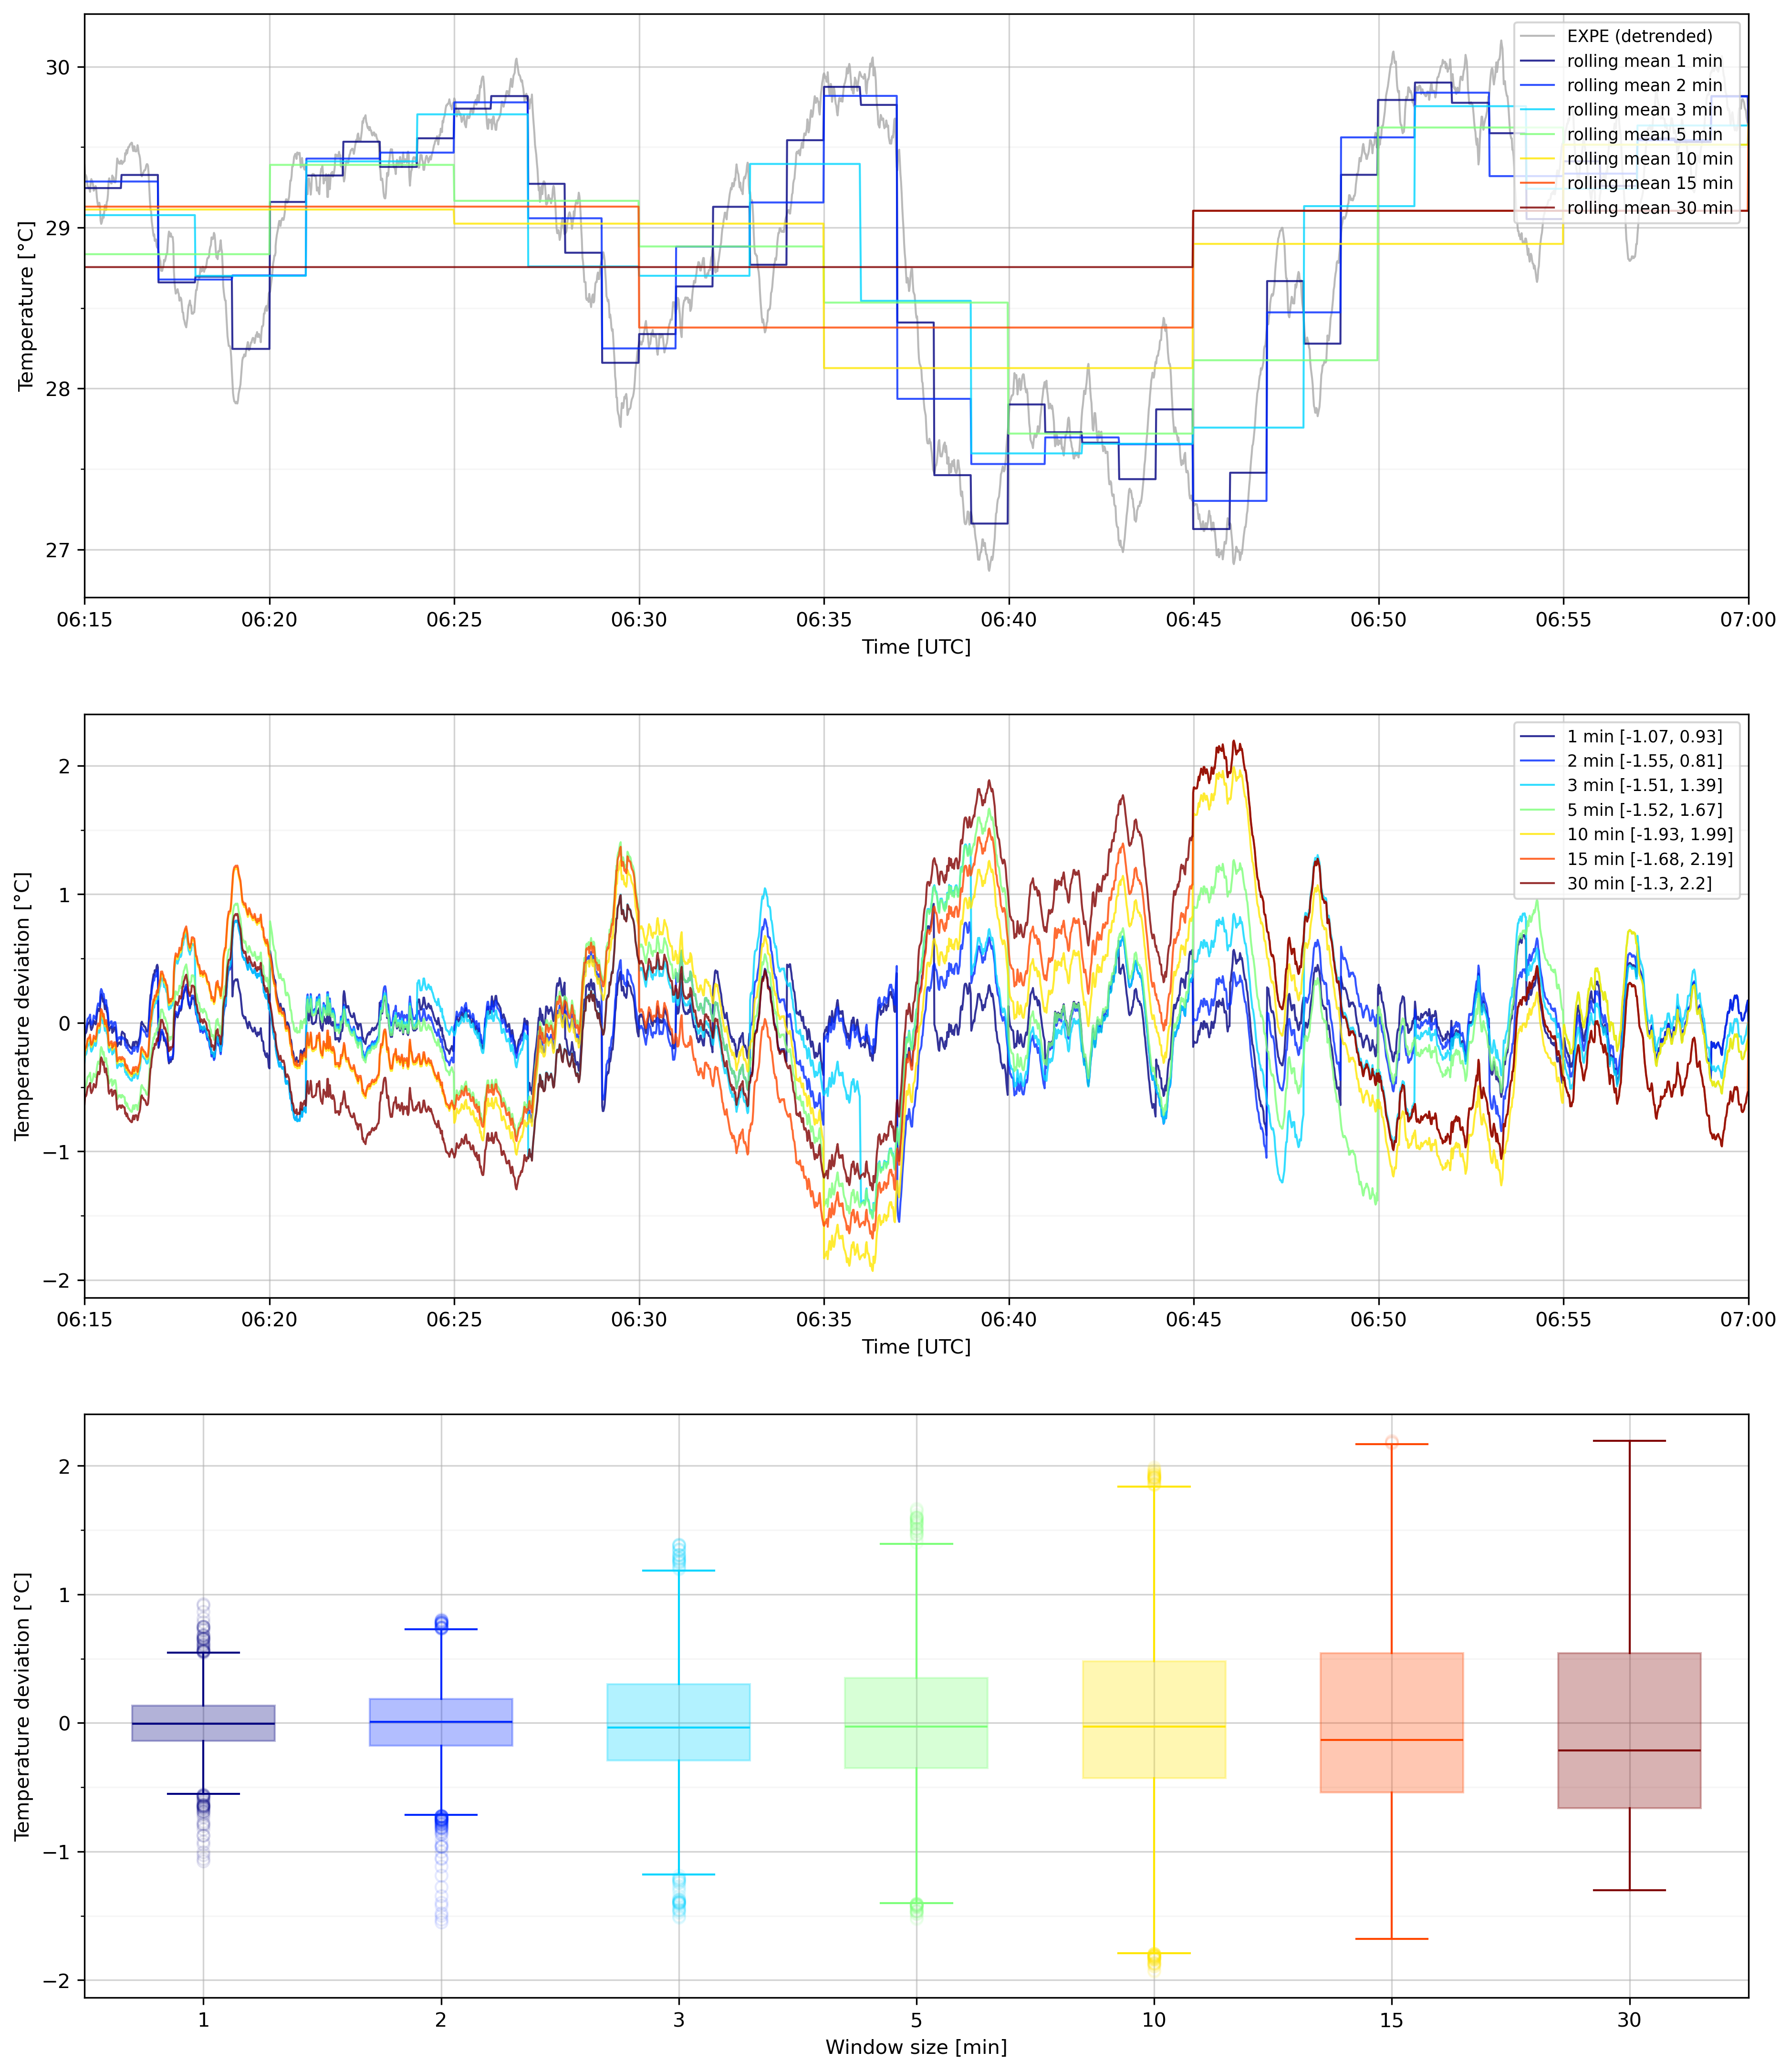 30
29
28
27
Temperature [°C]
EXPE (detrended)
rolling mean 1 min
rolling mean 2 min
rolling mean 3 min
rolling mean 5 min
rolling mean 10 min
rolling mean 15 min
rolling mean 30 min
06:15 06:20 06:25 06:30 06:35 06:40 06:45 06:50 06:55 07:00
Time [UTC]
2
1
0
−1
−2
Temperature deviation [°C]
1 min [-1.07, 0.93]
2 min [-1.55, 0.81]
3 min [-1.51, 1.39]
5 min [-1.52, 1.67]
10 min [-1.93, 1.99]
15 min [-1.68, 2.19]
30 min [-1.3, 2.2]
06:15 06:20 06:25 06:30 06:35 06:40 06:45 06:50 06:55 07:00
Time [UTC]
2
1
0
−1
−2
Temperature deviation [°C]
1 2 3 5 10 15 30
Window size [min]